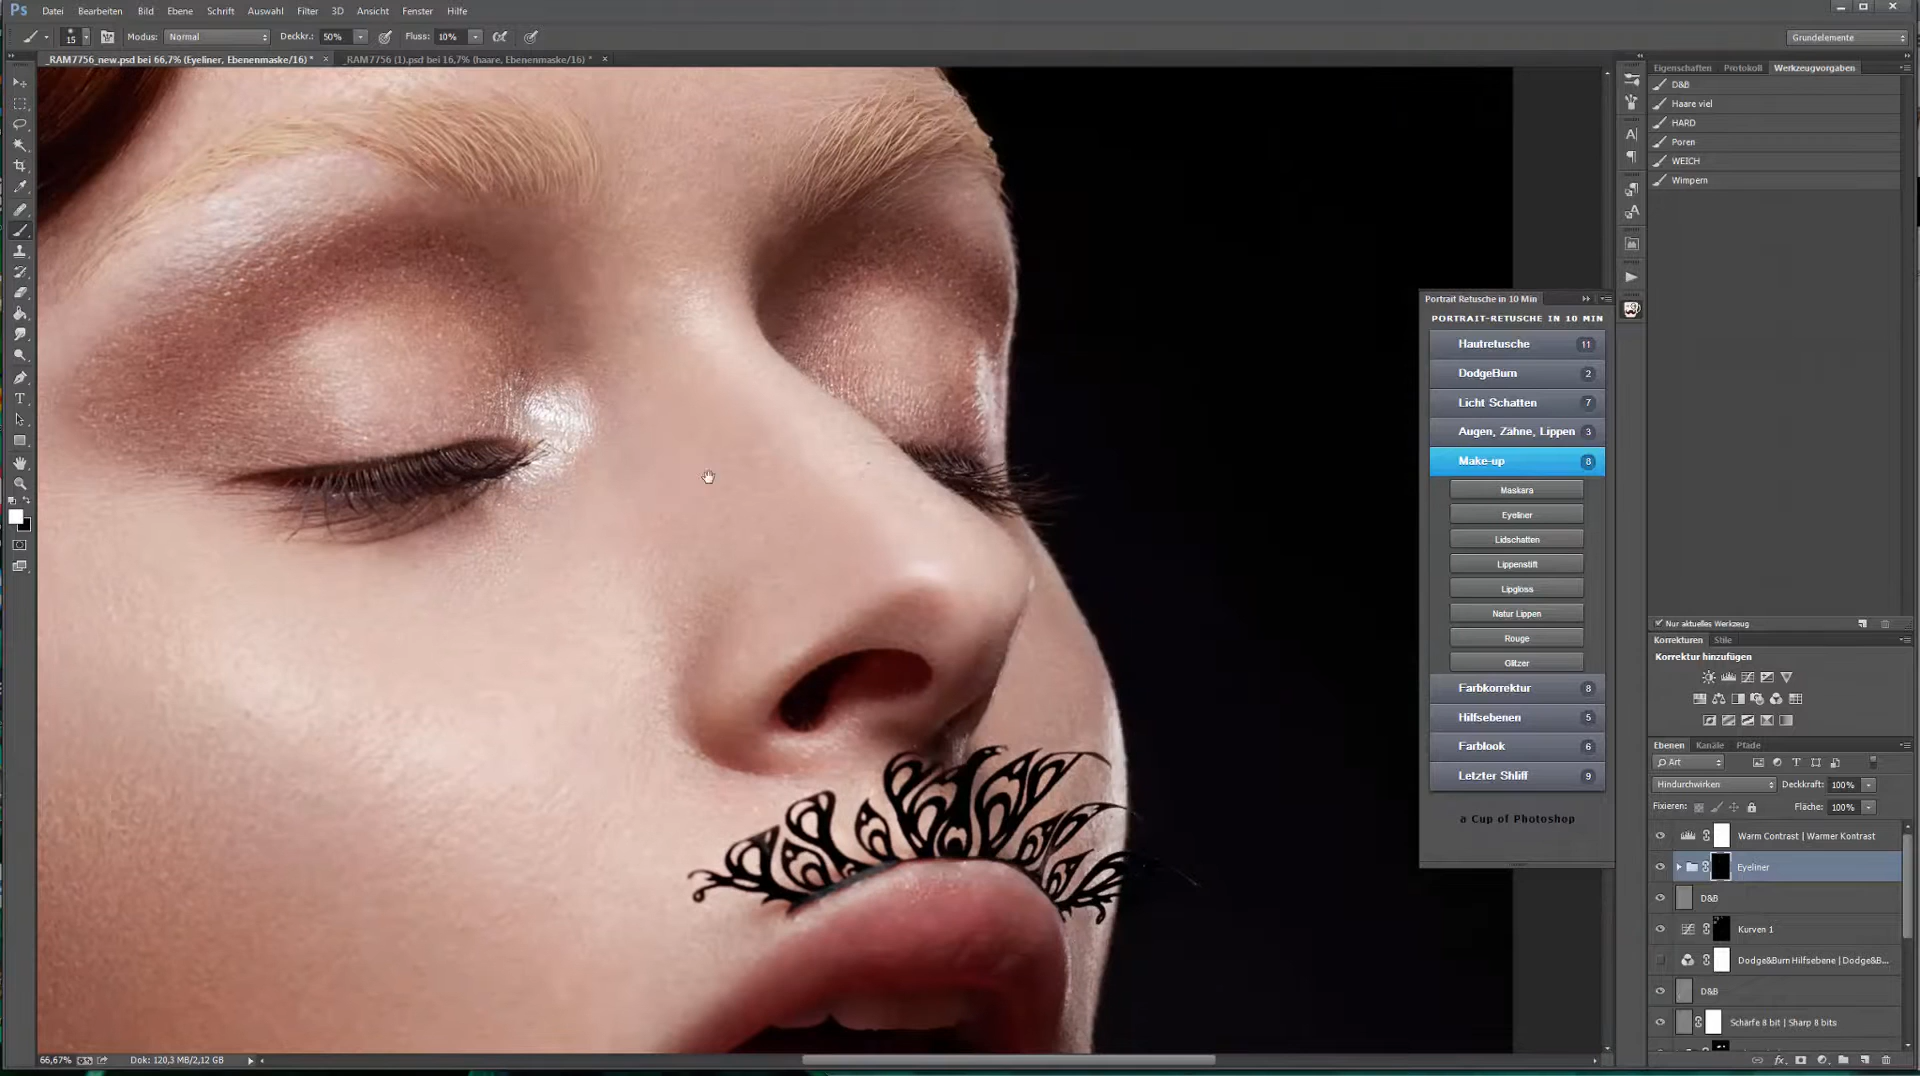 Ps Datei Bearbeiten Bild Ebene Schrift Auswahl Filter 3D Ansicht Fenster Hilfe
15 Modus: Normal Deckkr.: 50% Fluss: 10% Grundelemente
_RAM7756_new.psd bei 66,7% (Eyeliner, Ebenenmaske/16) * × _RAM7756 (1).psd bei 16,7% (haare, Ebenenmaske/16) * ×
Eigenschaften Protokoll Werkzeugvorgaben
D&B
Haare viel
HARD
Poren
WEICH
Wimpern
Portrait Retusche in 10 Min
PORTRAIT-RETUSCHE IN 10 MIN
Hautretusche 11
DodgeBurn 2
Licht Schatten 7
Augen, Zähne, Lippen 3
Make-up 8
Maskara
Eyeliner
Lidschatten
Lippenstift
Lipgloss
Natur Lippen
Rouge
Glitzer
Farbkorrektur 8
Hilfsebenen 5
Farblook 6
Letzter Shliff 9
a Cup of Photoshop
Nur aktuelles Werkzeug
Korrekturen Stile
Korrektur hinzufügen
Ebenen Kanäle Pfade
Art
Hindurchwirken Deckkraft: 100%
Fixieren: Fläche: 100%
Warm Contrast | Warmer Kontrast
Eyeliner
D&B
Kurven 1
Dodge&Burn Hilfsebene | Dodge&B...
D&B
Schärfe 8 bit | Sharp 8 bits
66,67% Dok: 120,3 MB/2,12 GB